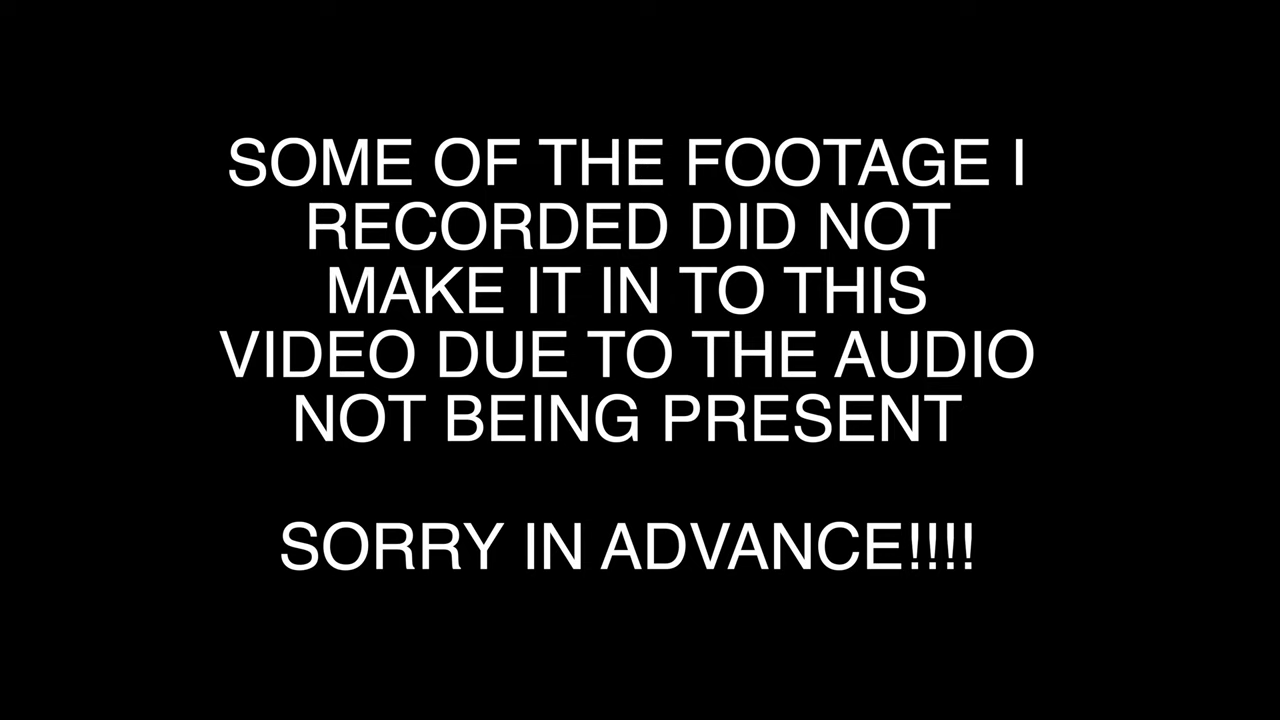 SOME OF THE FOOTAGE I
RECORDED DID NOT
MAKE IT IN TO THIS
VIDEO DUE TO THE AUDIO
NOT BEING PRESENT
SORRY IN ADVANCE!!!!